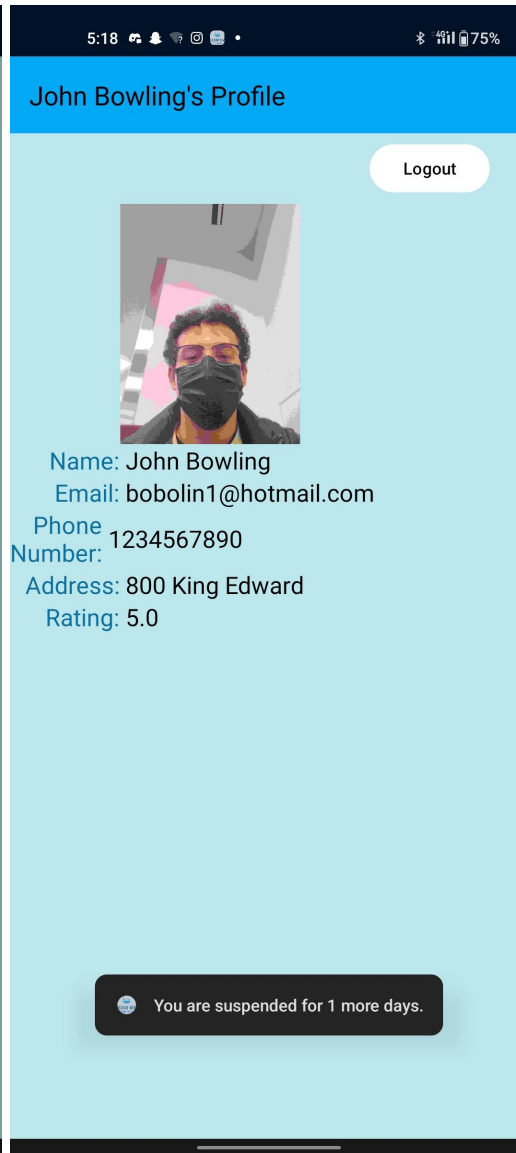 5:18 75%
John Bowling's Profile
Logout
Name: John Bowling
Email: bobolin1@hotmail.com
Phone
Number: 1234567890
Address: 800 King Edward
Rating: 5.0
You are suspended for 1 more days.